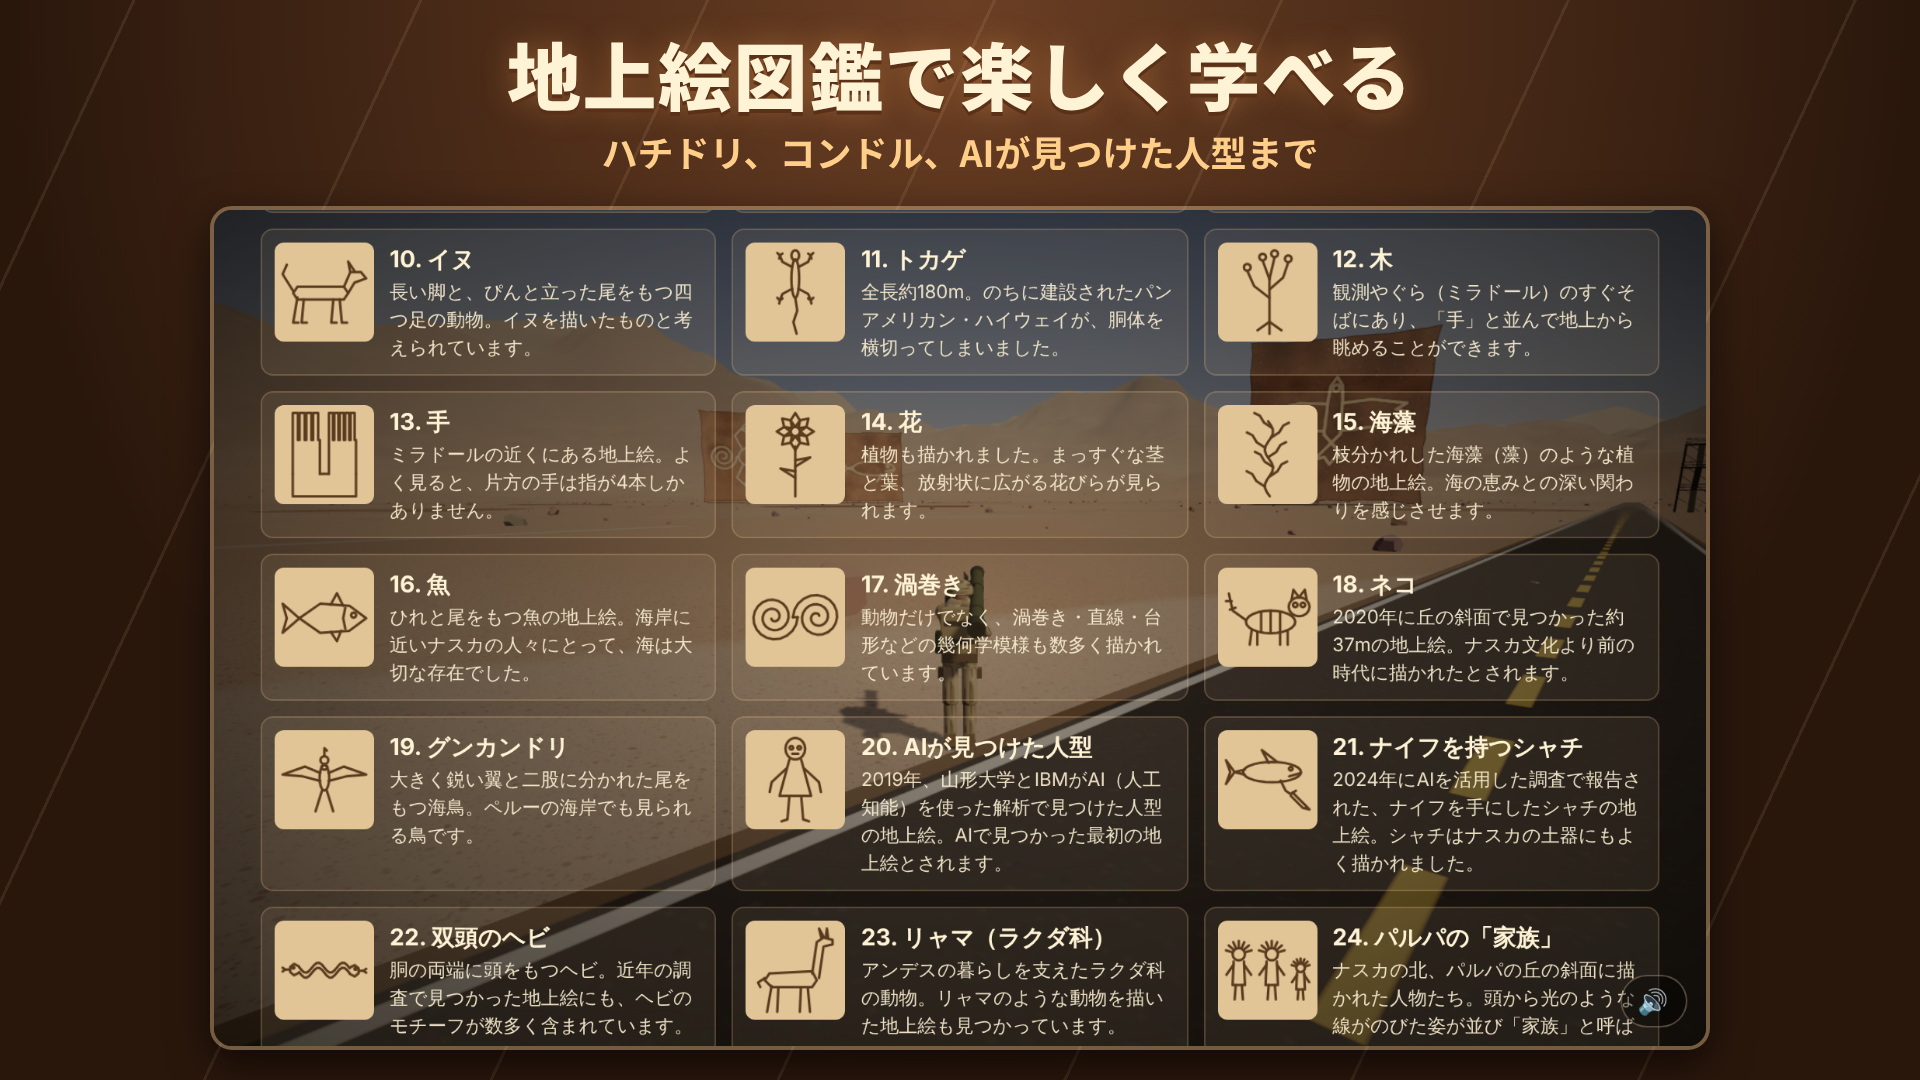 地上絵図鑑で楽しく学べる
ハチドリ、コンドル、AIが見つけた人型まで
10. イヌ
長い脚と、ぴんと立った尾をもつ四
つ足の動物。イヌを描いたものと考
えられています。
11. トカゲ
全長約180m。のちに建設されたパン
アメリカン・ハイウェイが、胴体を
横切ってしまいました。
12. 木
観測やぐら（ミラドール）のすぐそ
ばにあり、「手」と並んで地上から
眺めることができます。
13. 手
ミラドールの近くにある地上絵。よ
く見ると、片方の手は指が4本しか
ありません。
14. 花
植物も描かれました。まっすぐな茎
と葉、放射状に広がる花びらが見ら
れます。
15. 海藻
枝分かれした海藻（藻）のような植
物の地上絵。海の恵みとの深い関わ
りを感じさせます。
16. 魚
ひれと尾をもつ魚の地上絵。海岸に
近いナスカの人々にとって、海は大
切な存在でした。
17. 渦巻き
動物だけでなく、渦巻き・直線・台
形などの幾何学模様も数多く描かれ
ています。
18. ネコ
2020年に丘の斜面で見つかった約
37mの地上絵。ナスカ文化より前の
時代に描かれたとされます。
19. グンカンドリ
大きく鋭い翼と二股に分かれた尾を
もつ海鳥。ペルーの海岸でも見られ
る鳥です。
20. AIが見つけた人型
2019年、山形大学とIBMがAI（人工
知能）を使った解析で見つけた人型
の地上絵。AIで見つかった最初の地
上絵とされます。
21. ナイフを持つシャチ
2024年にAIを活用した調査で報告さ
れた、ナイフを手にしたシャチの地
上絵。シャチはナスカの土器にもよ
く描かれました。
22. 双頭のヘビ
胴の両端に頭をもつヘビ。近年の調
査で見つかった地上絵にも、ヘビの
モチーフが数多く含まれています。
23. リャマ（ラクダ科）
アンデスの暮らしを支えたラクダ科
の動物。リャマのような動物を描い
た地上絵も見つかっています。
24. パルパの「家族」
ナスカの北、パルパの丘の斜面に描
かれた人物たち。頭から光のような
線がのびた姿が並び「家族」と呼ば